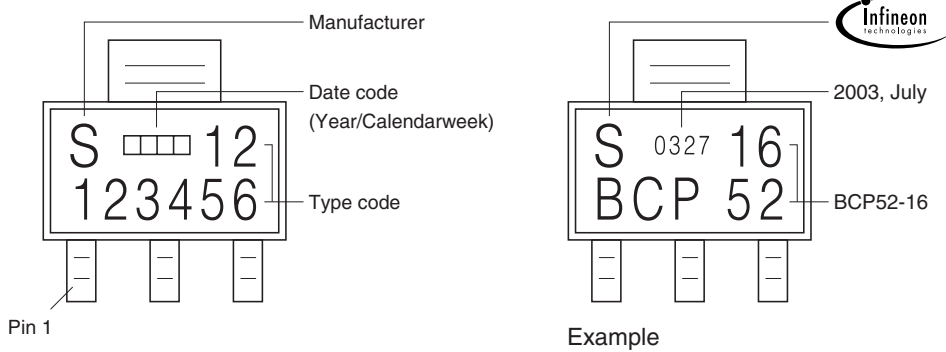 Manufacturer
Date code
(Year/Calendarweek)
S 12
123456
Type code
Pin 1
Infineon
technologies
2003, July
S 0327 16
BCP 52
BCP52-16
Example